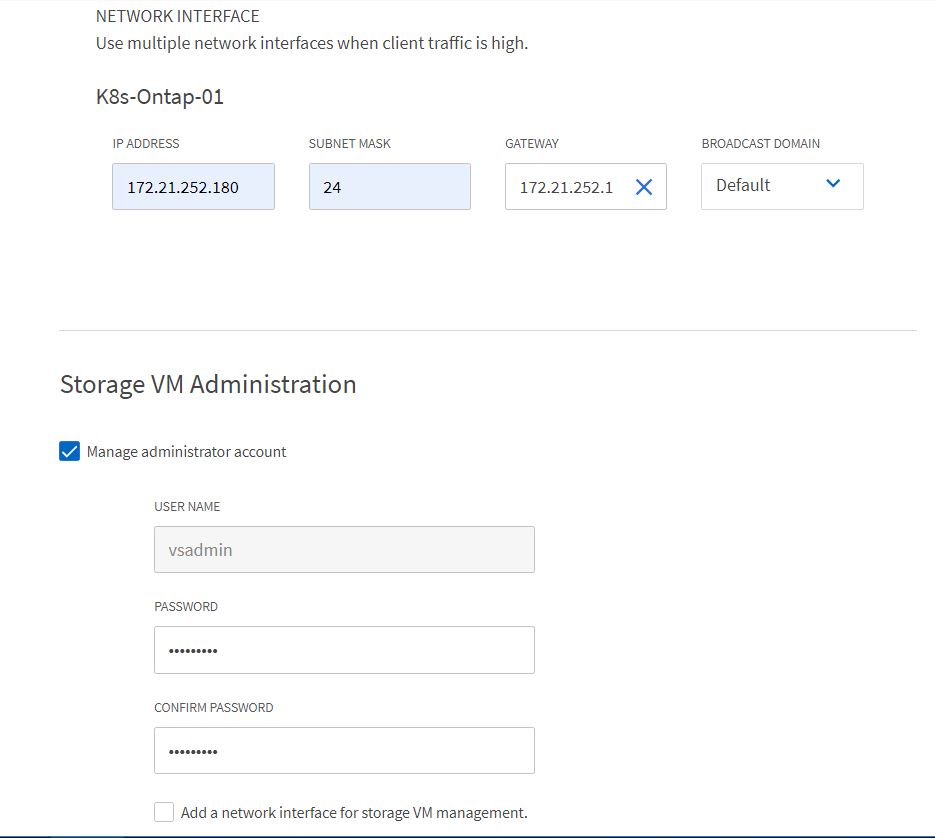 NETWORK INTERFACE
Use multiple network interfaces when client traffic is high.
K8s-Ontap-01
IP ADDRESS SUBNET MASK GATEWAY BROADCAST DOMAIN
172.21.252.180 24 172.21.252.1 Default
Storage VM Administration
Manage administrator account
USER NAME
vsadmin
PASSWORD
•••••••••
CONFIRM PASSWORD
•••••••••
Add a network interface for storage VM management.